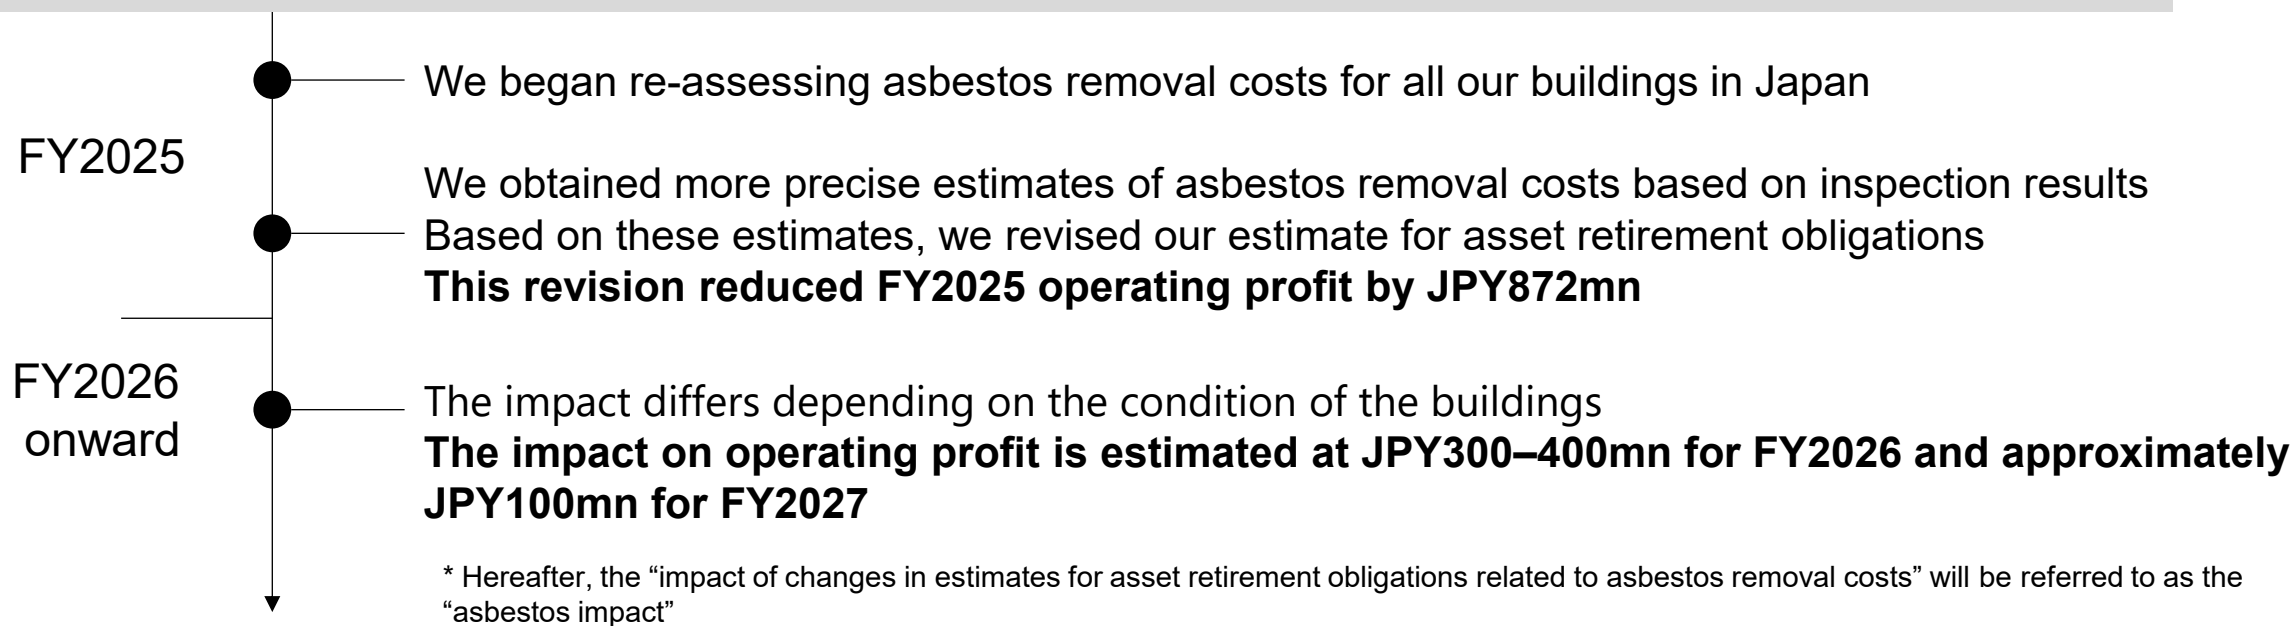 We began re-assessing asbestos removal costs for all our buildings in Japan
FY2025
We obtained more precise estimates of asbestos removal costs based on inspection results
Based on these estimates, we revised our estimate for asset retirement obligations
This revision reduced FY2025 operating profit by JPY872mn
FY2026
onward
The impact differs depending on the condition of the buildings
The impact on operating profit is estimated at JPY300–400mn for FY2026 and approximately
JPY100mn for FY2027
* Hereafter, the “impact of changes in estimates for asset retirement obligations related to asbestos removal costs” will be referred to as the
“asbestos impact”